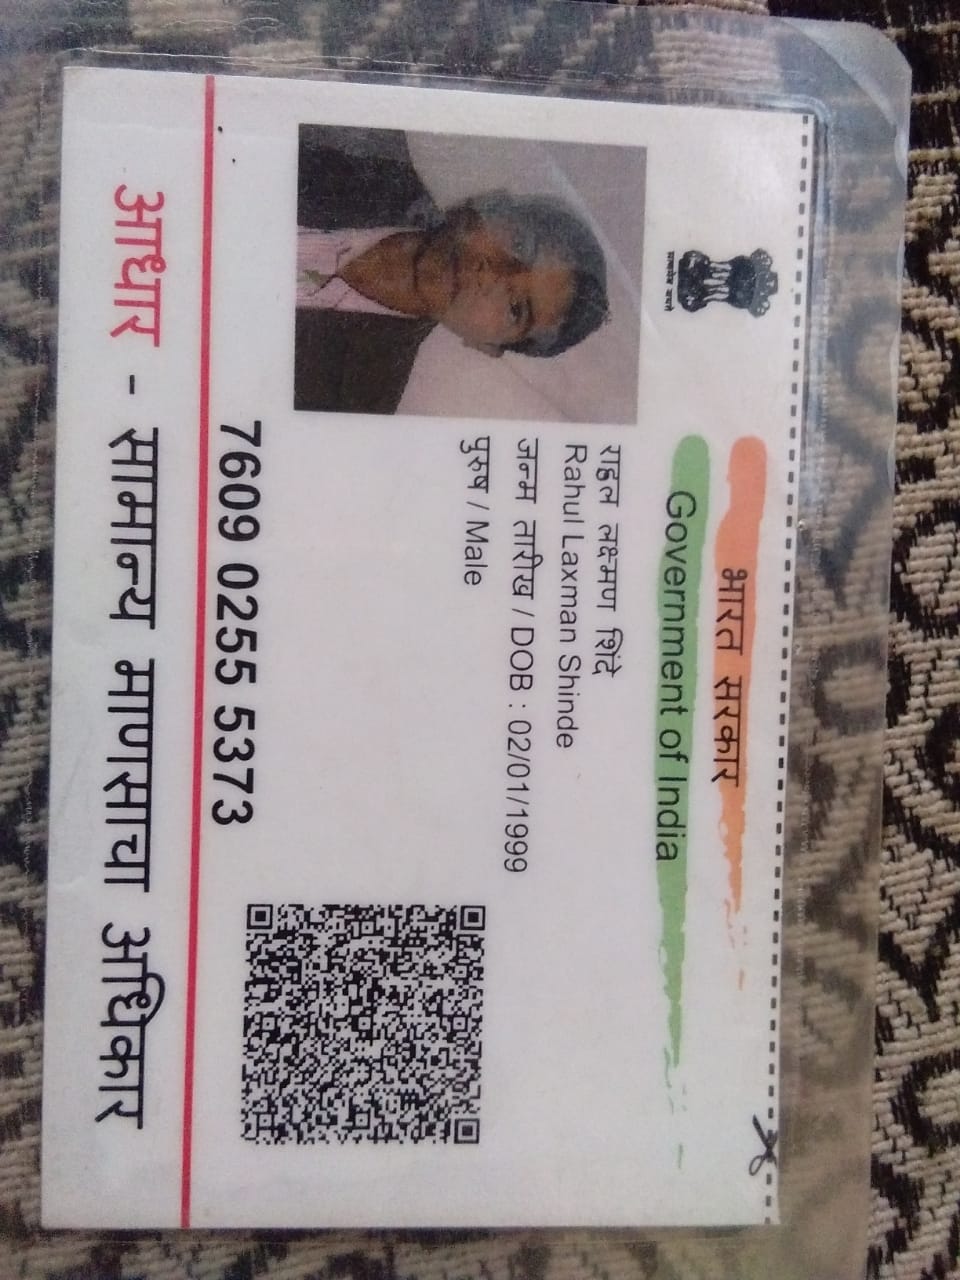 भारत सरकार
Government of India
सत्यमेव जयते
राहुल लक्ष्मण शिंदे
Rahul Laxman Shinde
जन्म तारीख / DOB : 02/01/1999
पुरुष / Male
7609 0255 5373
आधार - सामान्य माणसाचा अधिकार